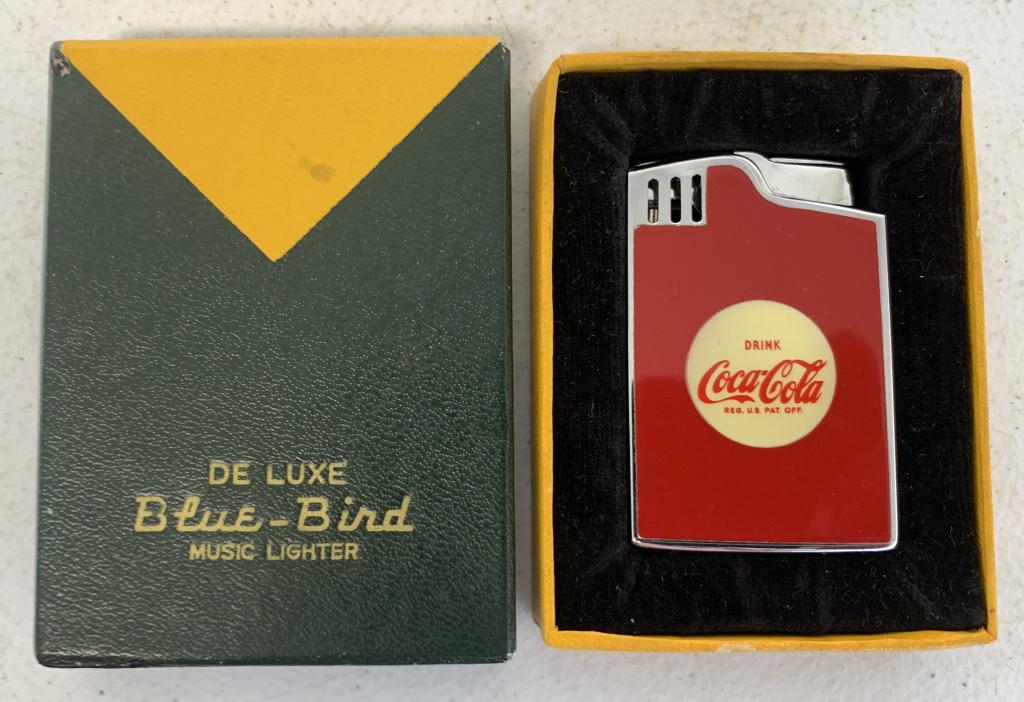 DE LUXE
Blue-Bird
MUSIC LIGHTER
DRINK
Coca-Cola
REG. U.S. PAT. OFF.